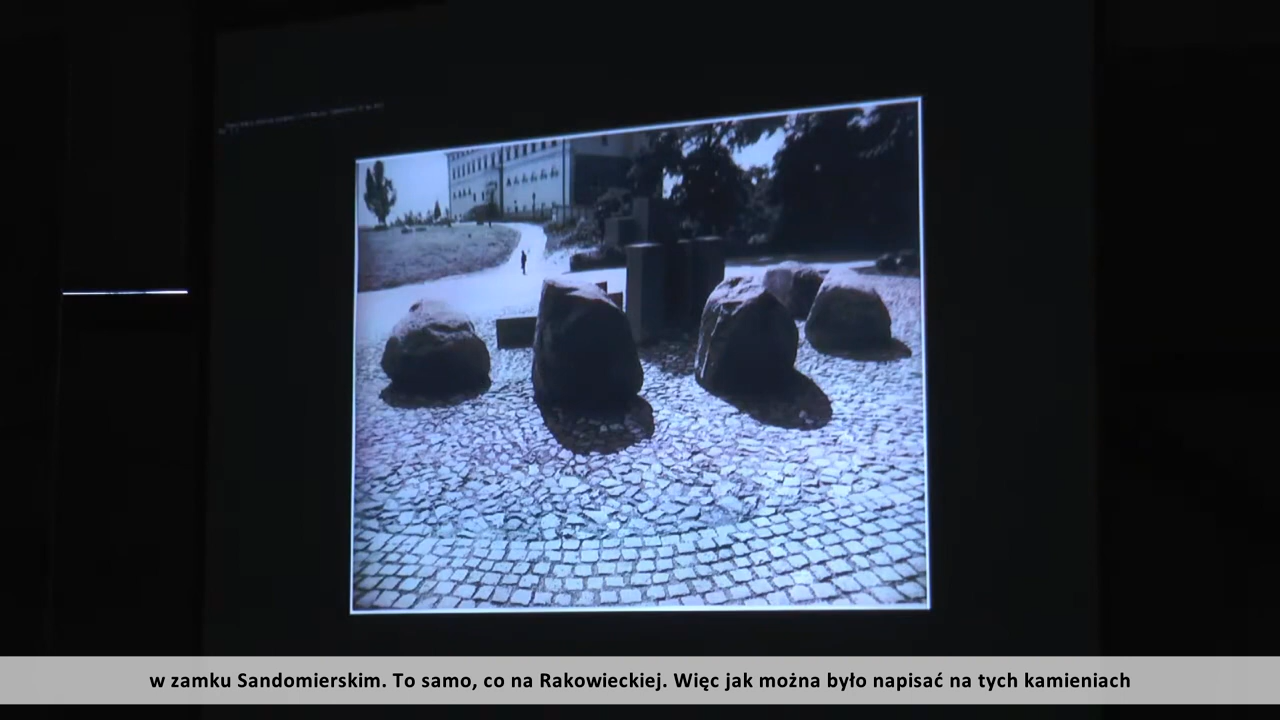 w zamku Sandomierskim. To samo, co na Rakowieckiej. Więc jak można było napisać na tych kamieniach